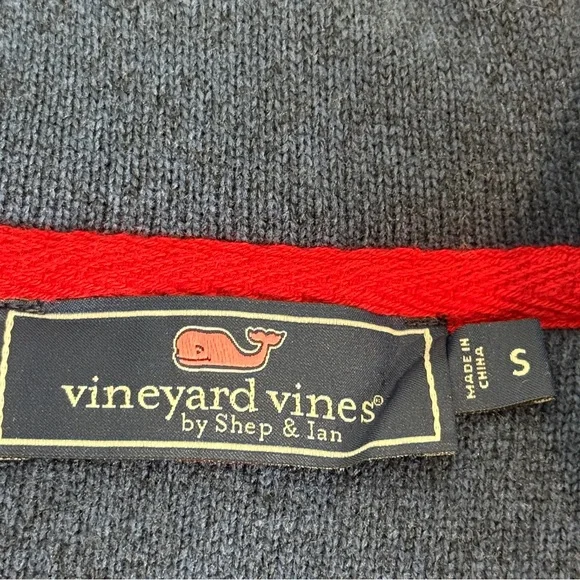 vineyard vines®
by Shep & Ian
MADE IN
CHINA
S